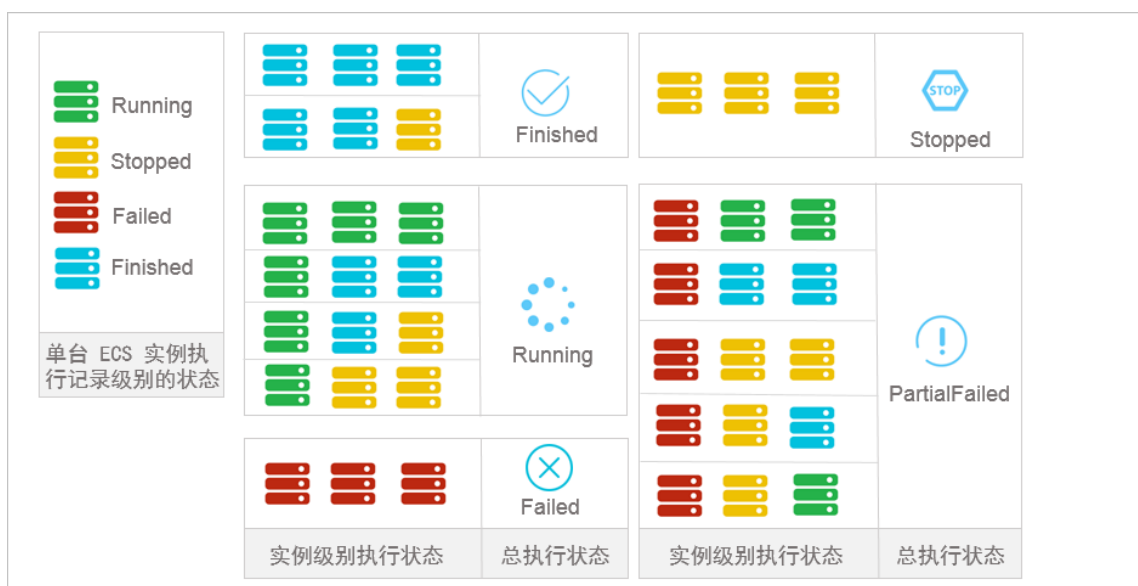 Running
Stopped
Failed
Finished
单台 ECS 实例执
行记录级别的状态
Finished
Running
Failed
实例级别执行状态
总执行状态
STOP
Stopped
PartialFailed
实例级别执行状态
总执行状态